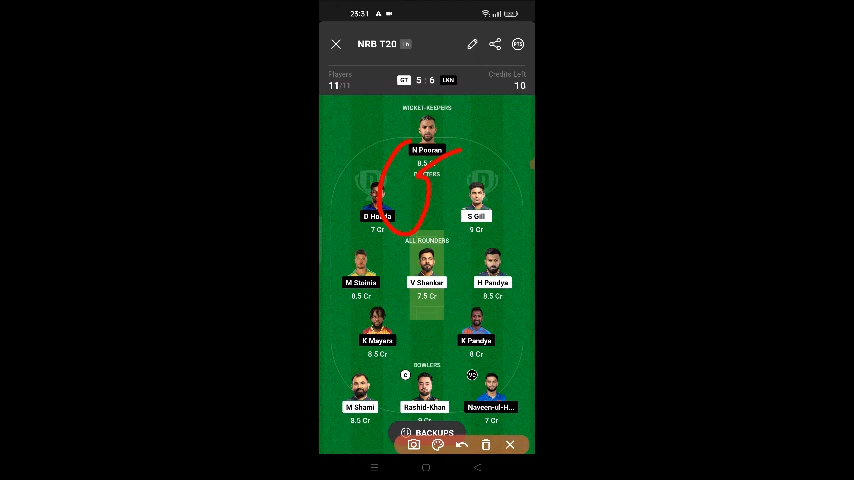 23:31
NRB T20 T6 PTS
Players Credits Left
11/11 GT 5 : 6 LKN 10
WICKET-KEEPERS
N Pooran
8.5 Cr
D Hooda S Gill
7 Cr 9 Cr
ALL ROUNDERS
M Stoinis V Shankar H Pandya
8.5 Cr 7.5 Cr 8.5 Cr
K Mayers K Pandya
8.5 Cr 8 Cr
BOWLERS
C VC
M Shami Rashid-Khan Naveen-ul-H...
8.5 Cr 7 Cr
BACKUPS